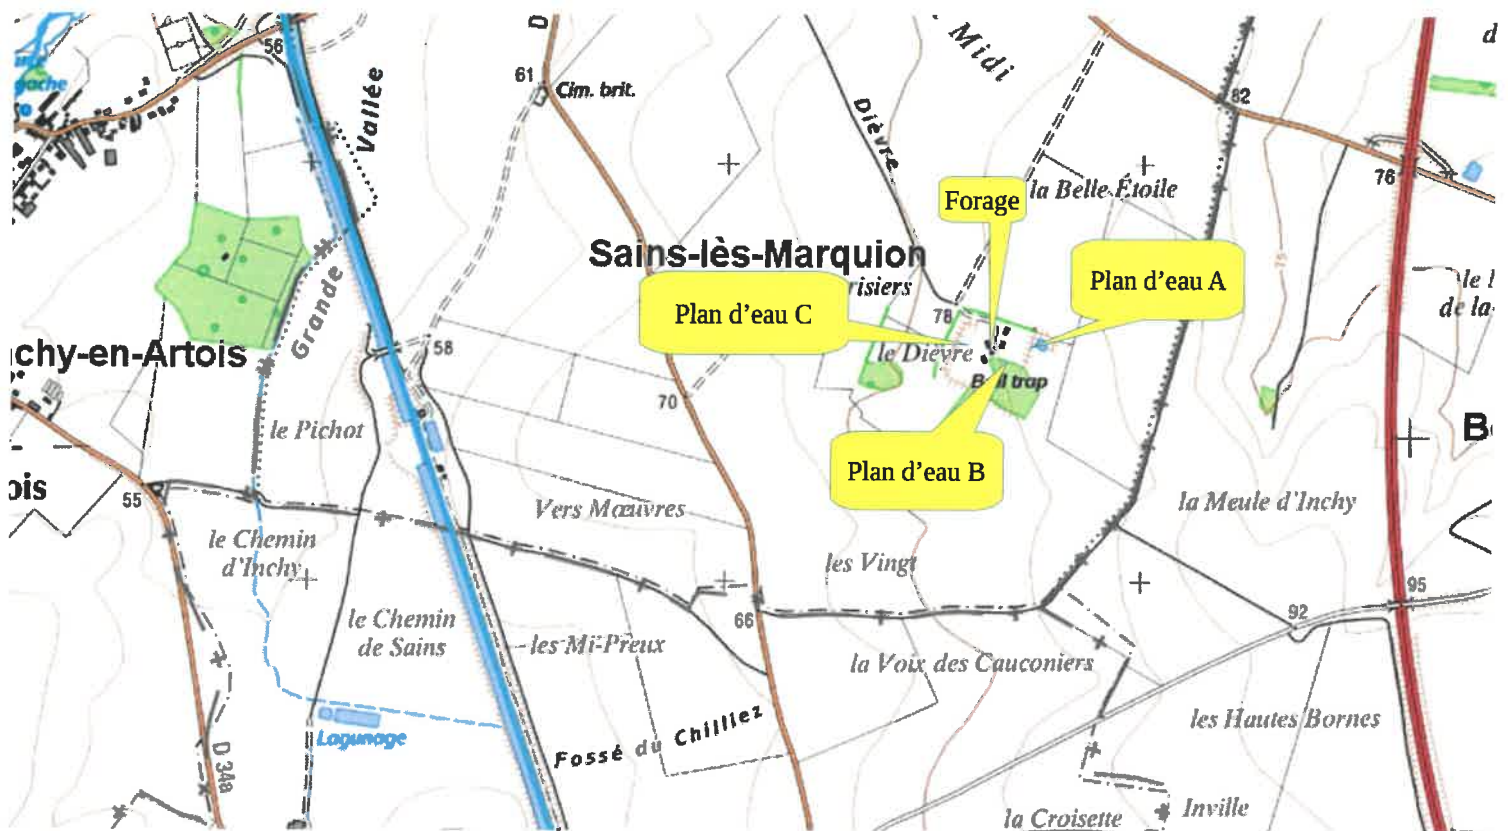 56
Vallée
D
61
Cim. brit.
Midi
Dièvre
82
76
d
Forage
la Belle Étoile
Sains-lès-Marquion
risiers
Plan d'eau C
Plan d'eau A
78
le Dièvre
Grande
58
chy-en-Artois
70
Plan d'eau B
le Pichot
de la
ois
55
Vers Mœuvres
la Meule d'Inchy
le Chemin
d'Inchy
les Vingt
66
92
95
le Chemin
de Sains
les Mi-Preux
la Voix des Cauconiers
les Hautes Bornes
Lagunage
Fossé du Chilliez
D 34a
la Croisette
Inville